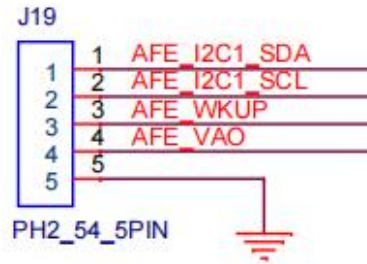 J19
1 1 AFE_I2C1_SDA
2 2 AFE_I2C1_SCL
3 3 AFE_WKUP
4 4 AFE_VAO
5 5
PH2_54_5PIN